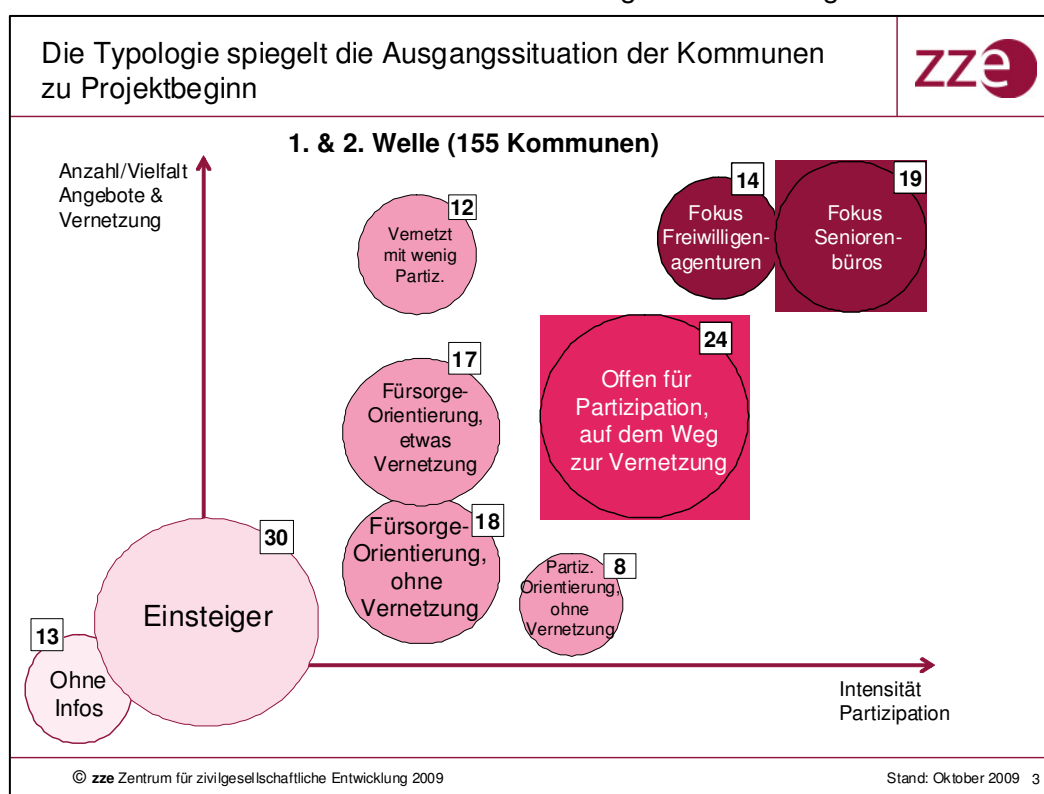 Die Typologie spiegelt die Ausgangssituation der Kommunen
zu Projektbeginn
zze
1. & 2. Welle (155 Kommunen)
Anzahl/Vielfalt
Angebote &
Vernetzung
12
Vernetzt
mit wenig
Partiz.
14
Fokus
Freiwilligen-
agenturen
19
Fokus
Senioren-
büros
17
Fürsorge-
Orientierung,
etwas
Vernetzung
24
Offen für
Partizipation,
auf dem Weg
zur Vernetzung
18
Fürsorge-
Orientierung,
ohne
Vernetzung
8
Partiz.
Orientierung,
ohne
Vernetzung
30
Einsteiger
13
Ohne
Infos
Intensität
Partizipation
© zze Zentrum für zivilgesellschaftliche Entwicklung 2009
Stand: Oktober 2009 3